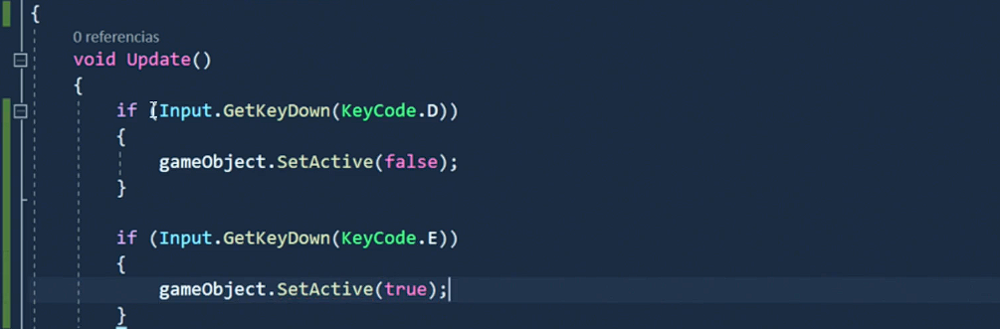 {
0 referencias
void Update()
{
if (Input.GetKeyDown(KeyCode.D))
{
gameObject.SetActive(false);
}
if (Input.GetKeyDown(KeyCode.E))
{
gameObject.SetActive(true);
}